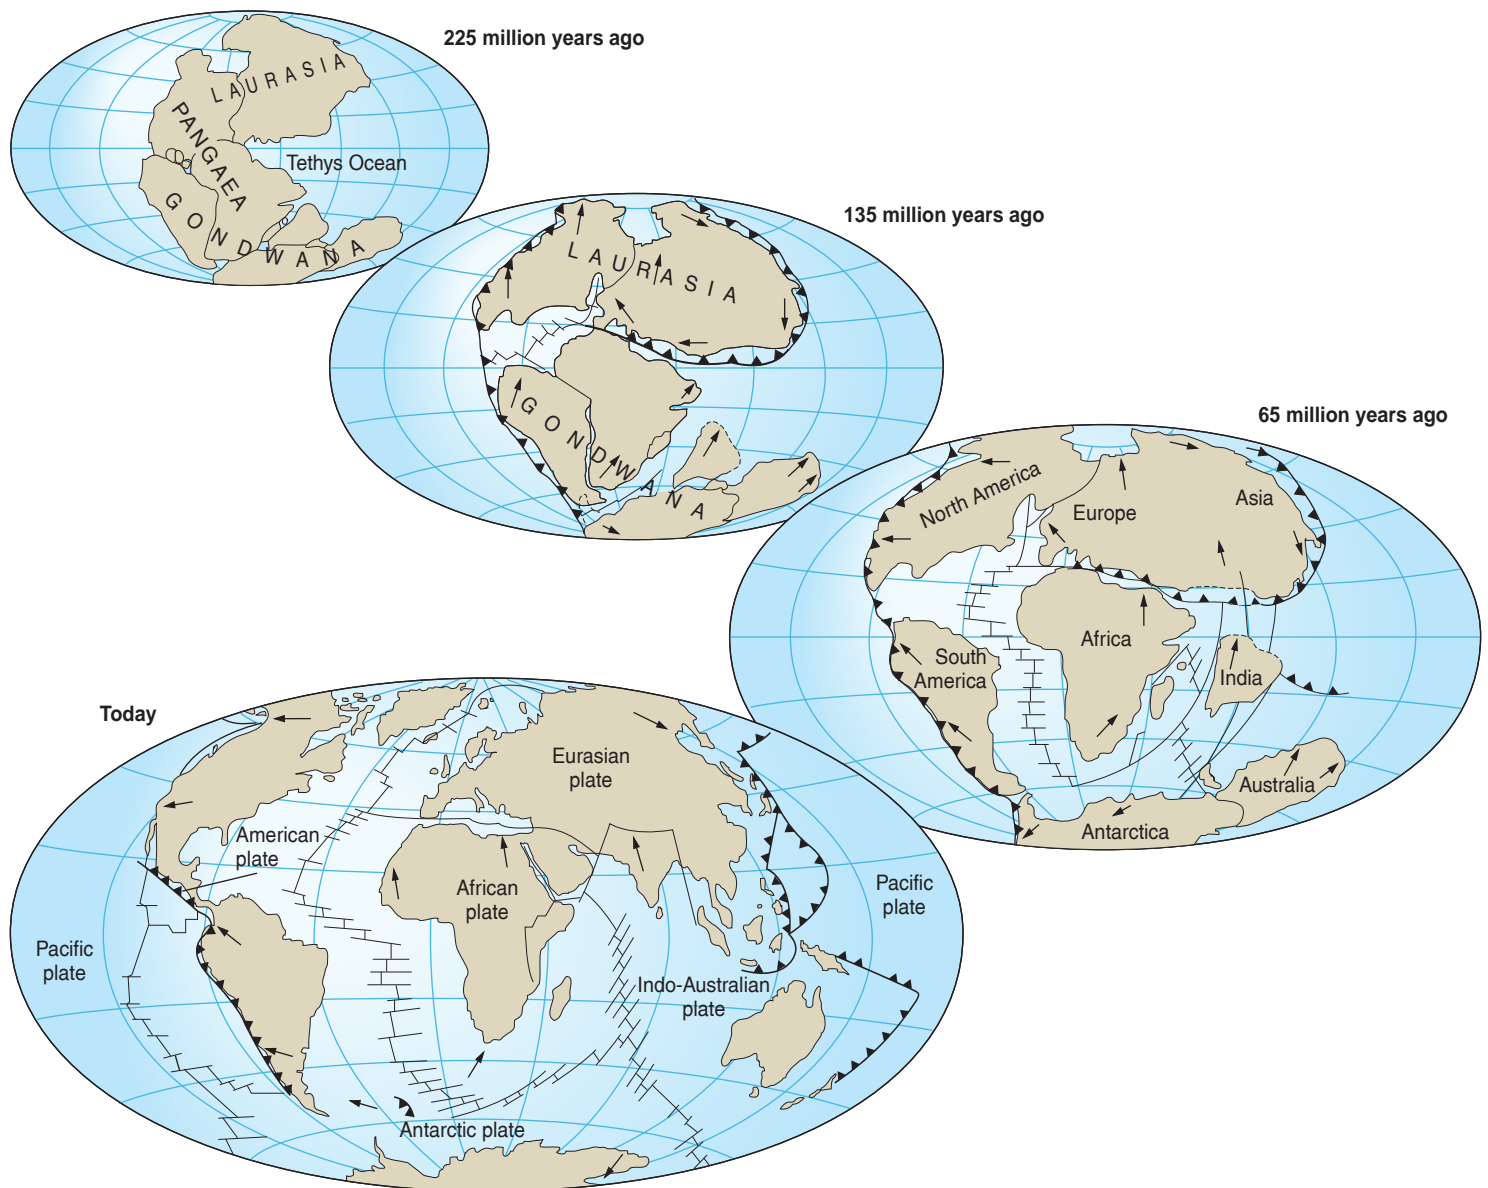 225 million years ago
LAURASIA
PANGAEA
Tethys Ocean
GONDWANA
135 million years ago
LAURASIA
GONDWANA
65 million years ago
North America
Europe
Asia
Africa
South
America
India
Australia
Antarctica
Today
Eurasian
plate
American
plate
African
plate
Pacific
plate
Pacific
plate
Indo-Australian
plate
Antarctic plate